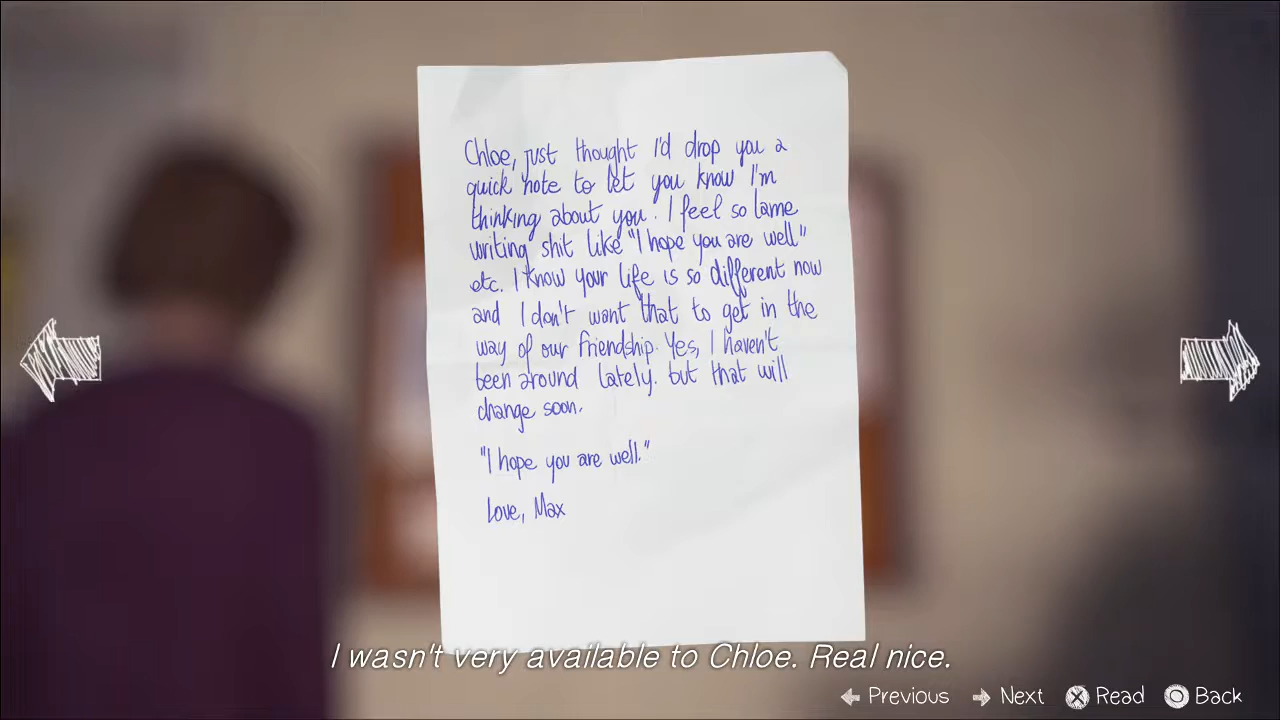 Chloe, just thought I'd drop you a
quick note to let you know I'm
thinking about you. I feel so lame
writing shit like "I hope you are well"
etc. I know your life is so different now
and I don't want that to get in the
way of our friendship. Yes, I haven't
been around lately. but that will
change soon.
"I hope you are well."
Love, Max
I wasn't very available to Chloe. Real nice.
Previous Next Read Back